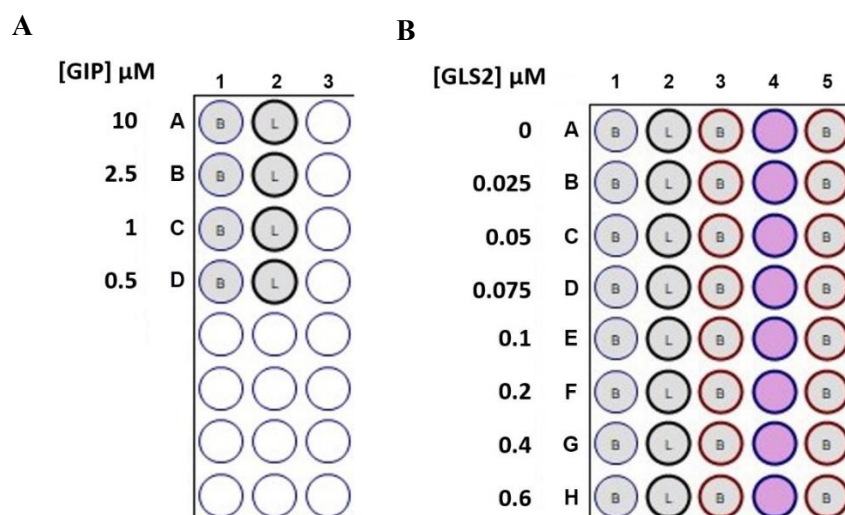 A
[GIP] µM 1 2 3
10 A B L
2.5 B B L
1 C B L
0.5 D B L
B
[GLS2] µM 1 2 3 4 5
0 A B L B B
0.025 B B L B B
0.05 C B L B B
0.075 D B L B B
0.1 E B L B B
0.2 F B L B B
0.4 G B L B B
0.6 H B L B B